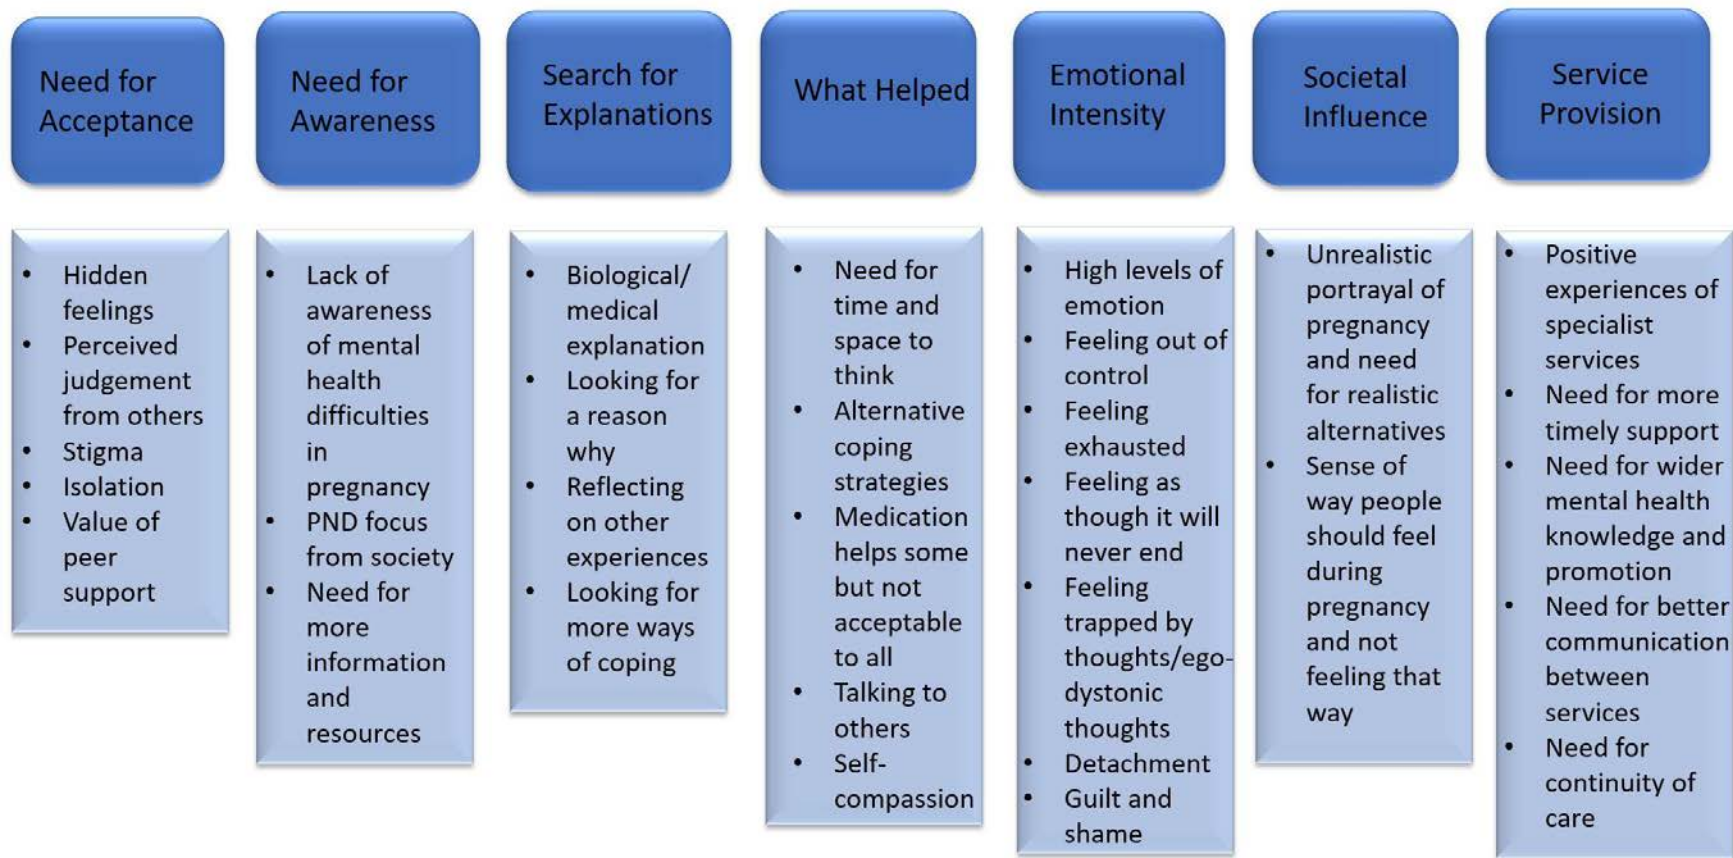 Need for
Acceptance
Need for
Awareness
Search for
Explanations
What Helped
Emotional
Intensity
Societal
Influence
Service
Provision
• Hidden
feelings
• Perceived
judgement
from others
• Stigma
• Isolation
• Value of
peer
support
• Lack of
awareness
of mental
health
difficulties
in
pregnancy
• PND focus
from society
• Need for
more
information
and
resources
• Biological/
medical
explanation
• Looking for
a reason
why
• Reflecting
on other
experiences
• Looking for
more ways
of coping
• Need for
time and
space to
think
• Alternative
coping
strategies
• Medication
helps some
but not
acceptable
to all
• Talking to
others
• Self-
compassion
• High levels of
emotion
• Feeling out of
control
• Feeling
exhausted
• Feeling as
though it will
never end
• Feeling
trapped by
thoughts/ego-
dystonic
thoughts
• Detachment
• Guilt and
shame
• Unrealistic
portrayal of
pregnancy
and need
for realistic
alternatives
• Sense of
way people
should feel
during
pregnancy
and not
feeling that
way
• Positive
experiences of
specialist
services
• Need for more
timely support
• Need for wider
mental health
knowledge and
promotion
• Need for better
communication
between
services
• Need for
continuity of
care